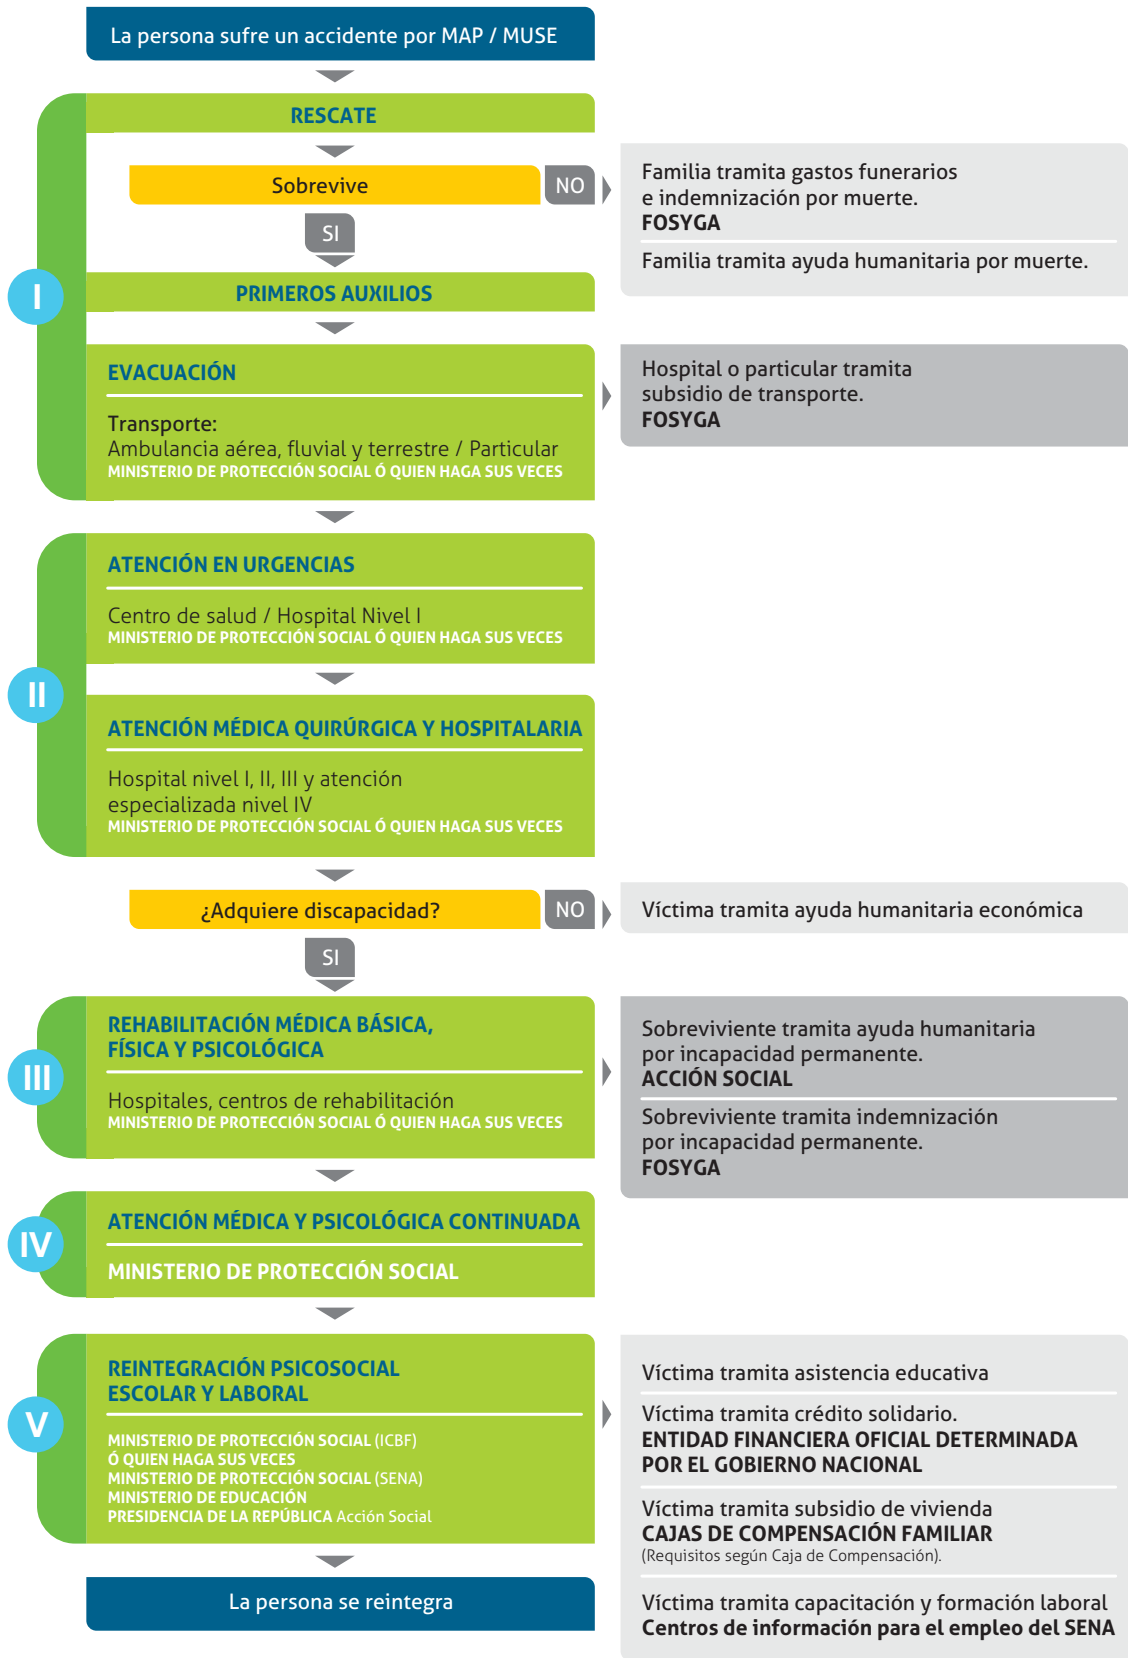 La persona sufre un accidente por MAP / MUSE
I
RESCATE
Sobrevive
NO
Familia tramita gastos funerarios
e indemnización por muerte.
FOSYGA
Familia tramita ayuda humanitaria por muerte.
SI
PRIMEROS AUXILIOS
EVACUACIÓN
Transporte:
Ambulancia aérea, fluvial y terrestre / Particular
MINISTERIO DE PROTECCIÓN SOCIAL Ó QUIEN HAGA SUS VECES
Hospital o particular tramita
subsidio de transporte.
FOSYGA
II
ATENCIÓN EN URGENCIAS
Centro de salud / Hospital Nivel I
MINISTERIO DE PROTECCIÓN SOCIAL Ó QUIEN HAGA SUS VECES
ATENCIÓN MÉDICA QUIRÚRGICA Y HOSPITALARIA
Hospital nivel I, II, III y atención
especializada nivel IV
MINISTERIO DE PROTECCIÓN SOCIAL Ó QUIEN HAGA SUS VECES
¿Adquiere discapacidad?
NO
Víctima tramita ayuda humanitaria económica
SI
III
REHABILITACIÓN MÉDICA BÁSICA,
FÍSICA Y PSICOLÓGICA
Hospitales, centros de rehabilitación
MINISTERIO DE PROTECCIÓN SOCIAL Ó QUIEN HAGA SUS VECES
Sobreviviente tramita ayuda humanitaria
por incapacidad permanente.
ACCIÓN SOCIAL
Sobreviviente tramita indemnización
por incapacidad permanente.
FOSYGA
IV
ATENCIÓN MÉDICA Y PSICOLÓGICA CONTINUADA
MINISTERIO DE PROTECCIÓN SOCIAL
V
REINTEGRACIÓN PSICOSOCIAL
ESCOLAR Y LABORAL
MINISTERIO DE PROTECCIÓN SOCIAL (ICBF)
Ó QUIEN HAGA SUS VECES
MINISTERIO DE PROTECCIÓN SOCIAL (SENA)
MINISTERIO DE EDUCACIÓN
PRESIDENCIA DE LA REPÚBLICA Acción Social
Víctima tramita asistencia educativa
Víctima tramita crédito solidario.
ENTIDAD FINANCIERA OFICIAL DETERMINADA
POR EL GOBIERNO NACIONAL
Víctima tramita subsidio de vivienda
CAJAS DE COMPENSACIÓN FAMILIAR
(Requisitos según Caja de Compensación).
Víctima tramita capacitación y formación laboral
Centros de información para el empleo del SENA
La persona se reintegra